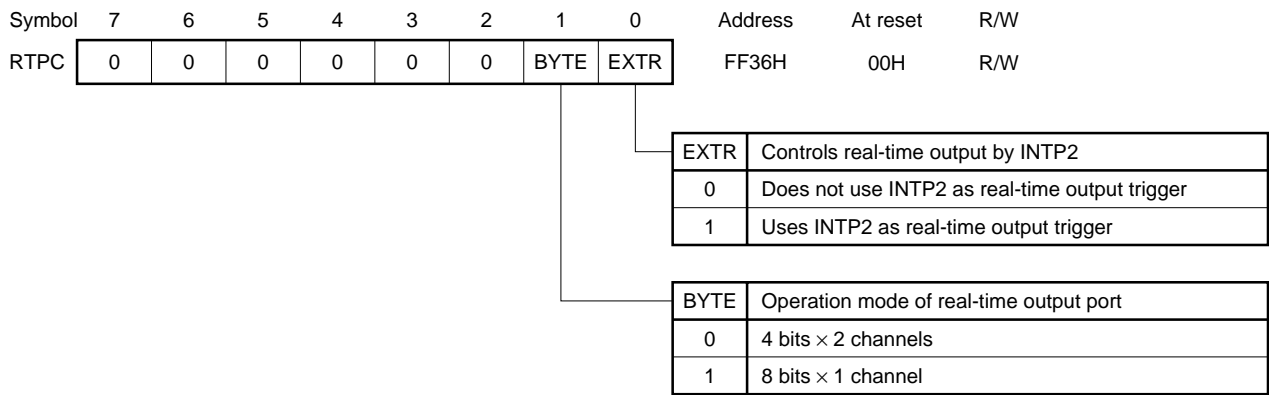 Symbol 7 6 5 4 3 2 1 0 Address At reset R/W
RTPC 0 0 0 0 0 0 BYTE EXTR FF36H 00H R/W
EXTR Controls real-time output by INTP2
0 Does not use INTP2 as real-time output trigger
1 Uses INTP2 as real-time output trigger
BYTE Operation mode of real-time output port
0 4 bits × 2 channels
1 8 bits × 1 channel